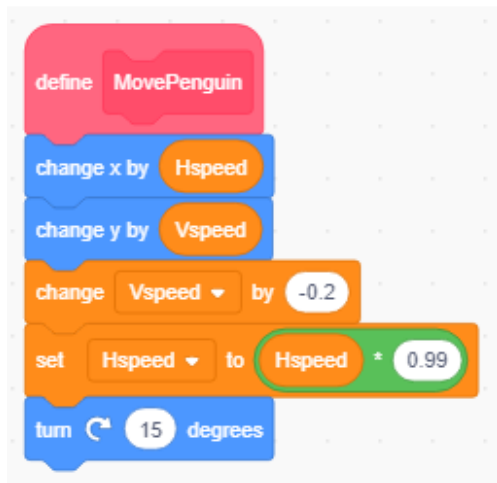 define MovePenguin
change x by Hspeed
change y by Vspeed
change Vspeed by -0.2
set Hspeed to Hspeed * 0.99
turn 15 degrees